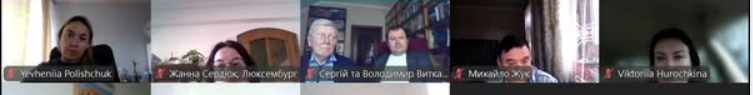 Yevheniia Polishchuk
Жанна Сердюк, Люксембург
Сергій та Володимир Витка...
Михайло Жук
Viktoriia Hurochkina